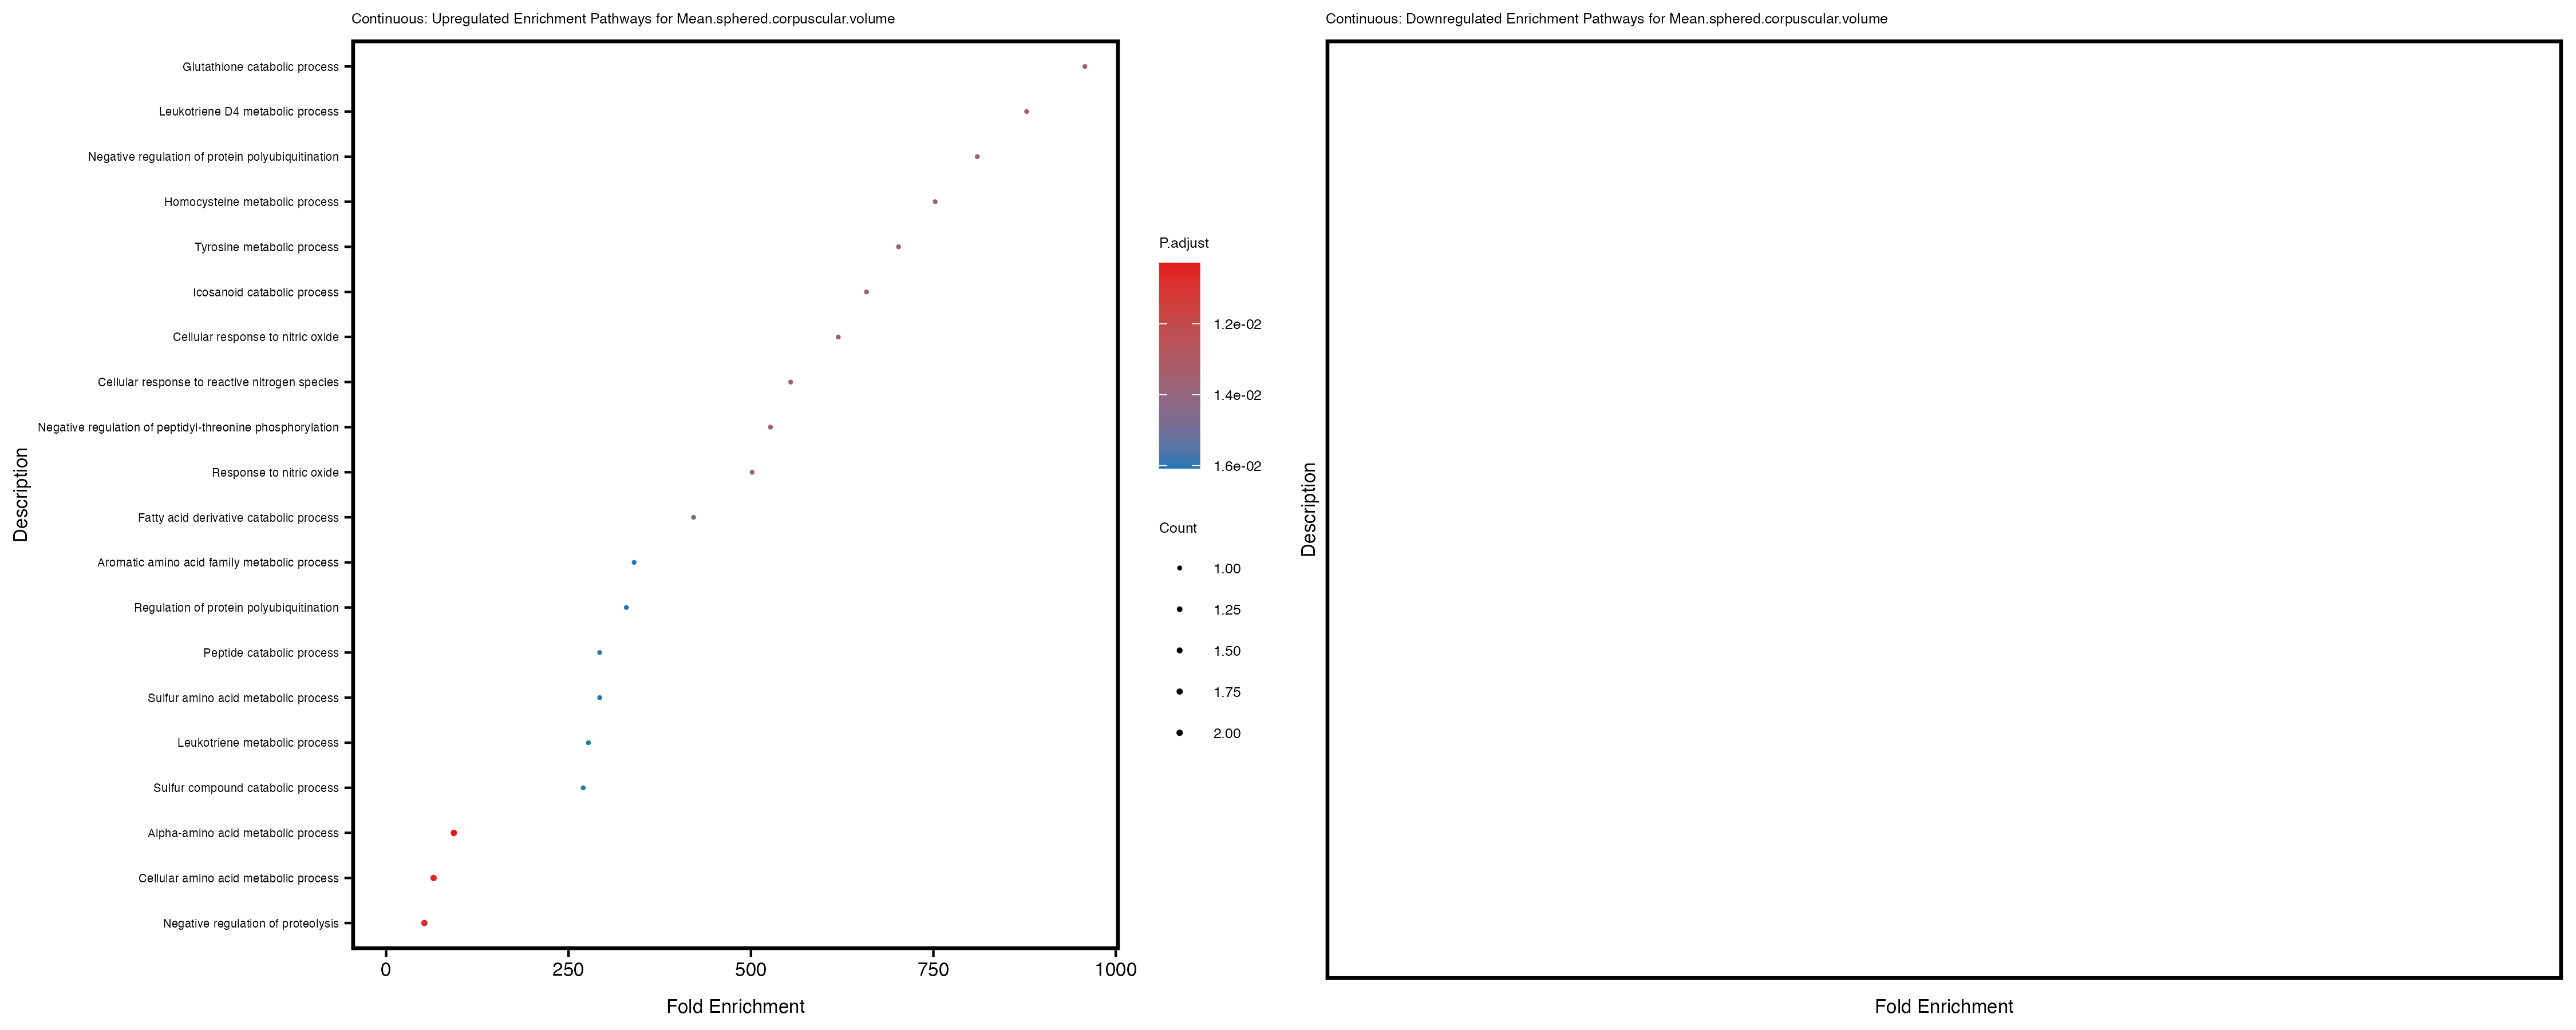 Continuous: Upregulated Enrichment Pathways for Mean.sphered.corpuscular.volume
Glutathione catabolic process
Leukotriene D4 metabolic process
Negative regulation of protein polyubiquitination
Homocysteine metabolic process
Tyrosine metabolic process
Icosanoid catabolic process
Cellular response to nitric oxide
Cellular response to reactive nitrogen species
Negative regulation of peptidyl-threonine phosphorylation
Response to nitric oxide
Fatty acid derivative catabolic process
Aromatic amino acid family metabolic process
Regulation of protein polyubiquitination
Peptide catabolic process
Sulfur amino acid metabolic process
Leukotriene metabolic process
Sulfur compound catabolic process
Alpha-amino acid metabolic process
Cellular amino acid metabolic process
Negative regulation of proteolysis
Description
0 250 500 750 1000
Fold Enrichment
P.adjust
1.2e-02
1.4e-02
1.6e-02
Count
1.00
1.25
1.50
1.75
2.00
Continuous: Downregulated Enrichment Pathways for Mean.sphered.corpuscular.volume
Description
Fold Enrichment